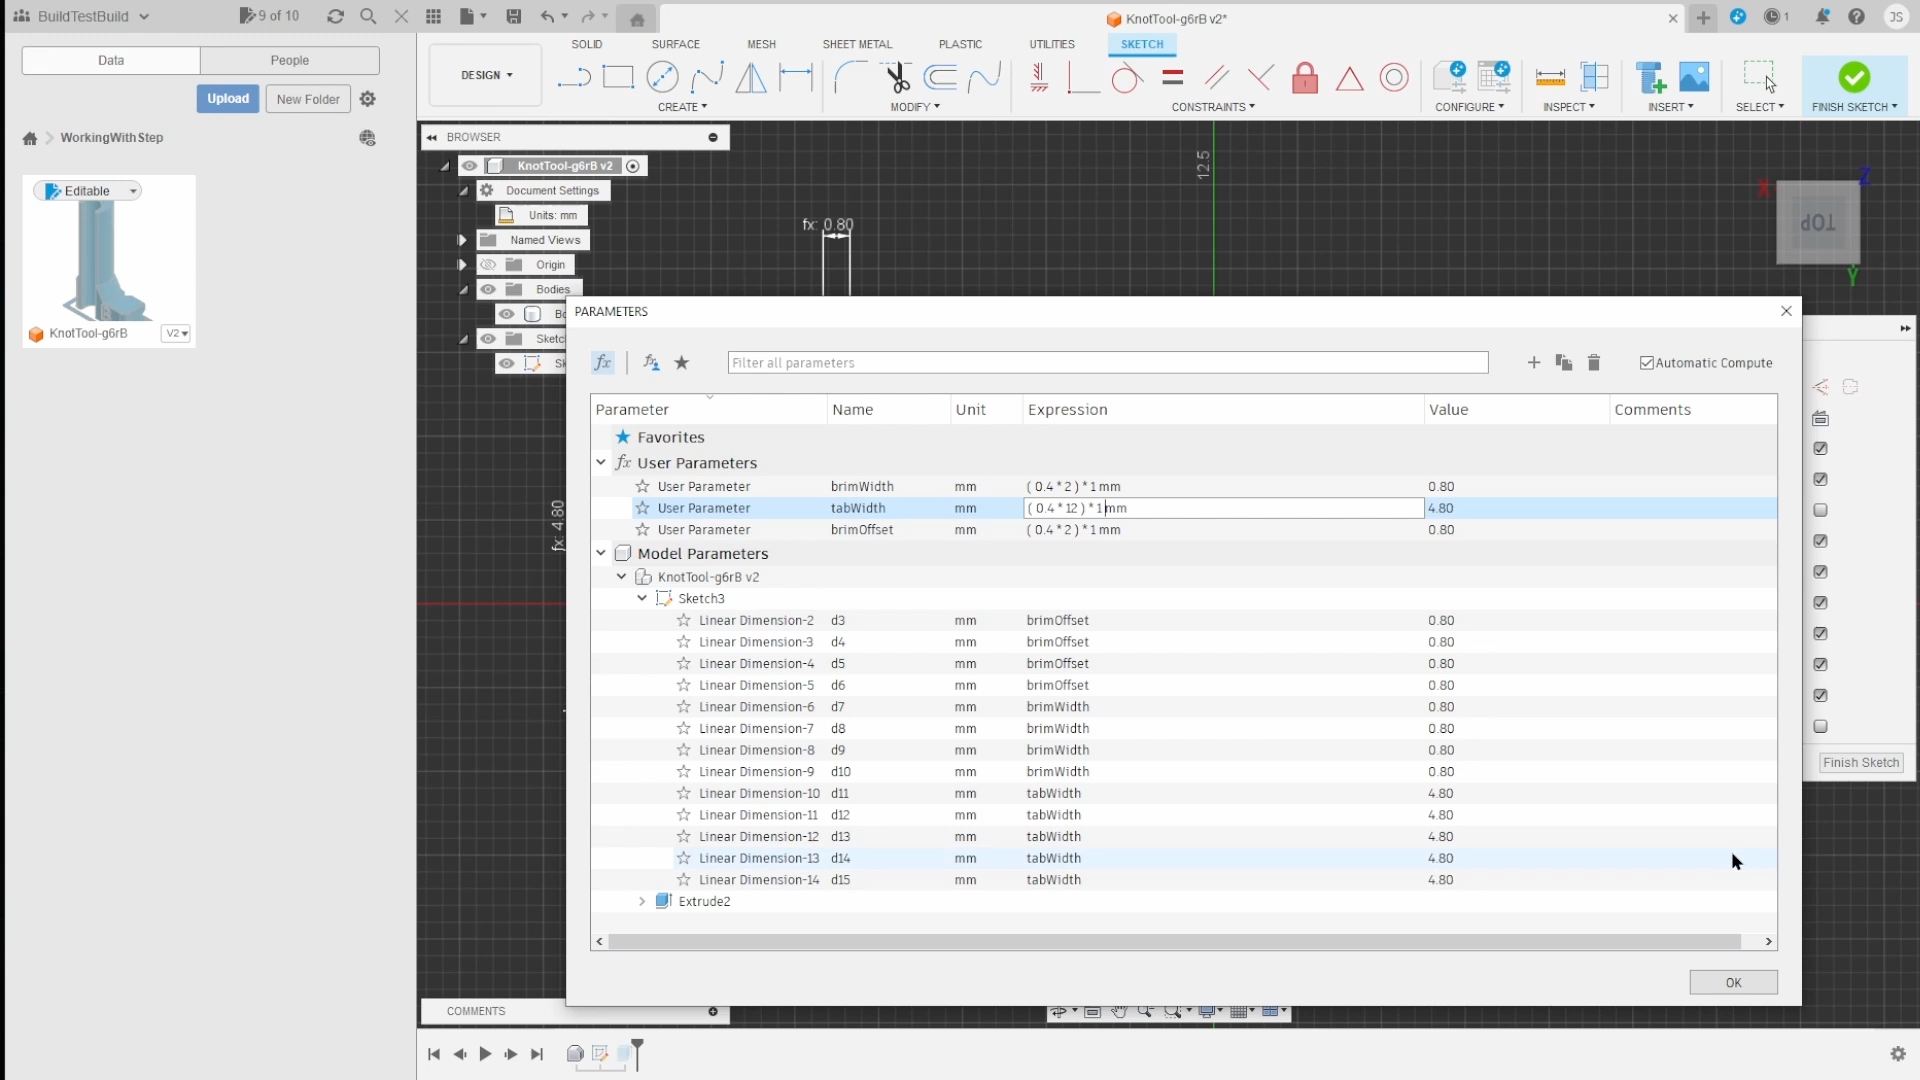 BuildTestBuild
9 of 10
KnotTool-g6rB v2*
1
JS
Data
People
Upload
New Folder
WorkingWithStep
Editable
KnotTool-g6rB
V2
DESIGN
SOLID
SURFACE
MESH
SHEET METAL
PLASTIC
UTILITIES
SKETCH
CREATE
MODIFY
CONSTRAINTS
CONFIGURE
INSPECT
INSERT
SELECT
FINISH SKETCH
BROWSER
KnotTool-g6rB v2
Document Settings
Units: mm
Named Views
Origin
Bodies
Bo
Sketc
Sk
12.5
fx: 0.80
fx: 4.80
TOP
X
Z
Y
PARAMETERS
fx
Filter all parameters
Automatic Compute
Parameter Name Unit Expression Value Comments
Favorites
fx User Parameters
User Parameter brimWidth mm ( 0.4 * 2 ) * 1 mm 0.80
User Parameter tabWidth mm ( 0.4 * 12 ) * 1 mm 4.80
User Parameter brimOffset mm ( 0.4 * 2 ) * 1 mm 0.80
Model Parameters
KnotTool-g6rB v2
Sketch3
Linear Dimension-2 d3 mm brimOffset 0.80
Linear Dimension-3 d4 mm brimOffset 0.80
Linear Dimension-4 d5 mm brimOffset 0.80
Linear Dimension-5 d6 mm brimOffset 0.80
Linear Dimension-6 d7 mm brimWidth 0.80
Linear Dimension-7 d8 mm brimWidth 0.80
Linear Dimension-8 d9 mm brimWidth 0.80
Linear Dimension-9 d10 mm brimWidth 0.80
Linear Dimension-10 d11 mm tabWidth 4.80
Linear Dimension-11 d12 mm tabWidth 4.80
Linear Dimension-12 d13 mm tabWidth 4.80
Linear Dimension-13 d14 mm tabWidth 4.80
Linear Dimension-14 d15 mm tabWidth 4.80
Extrude2
OK
Finish Sketch
COMMENTS